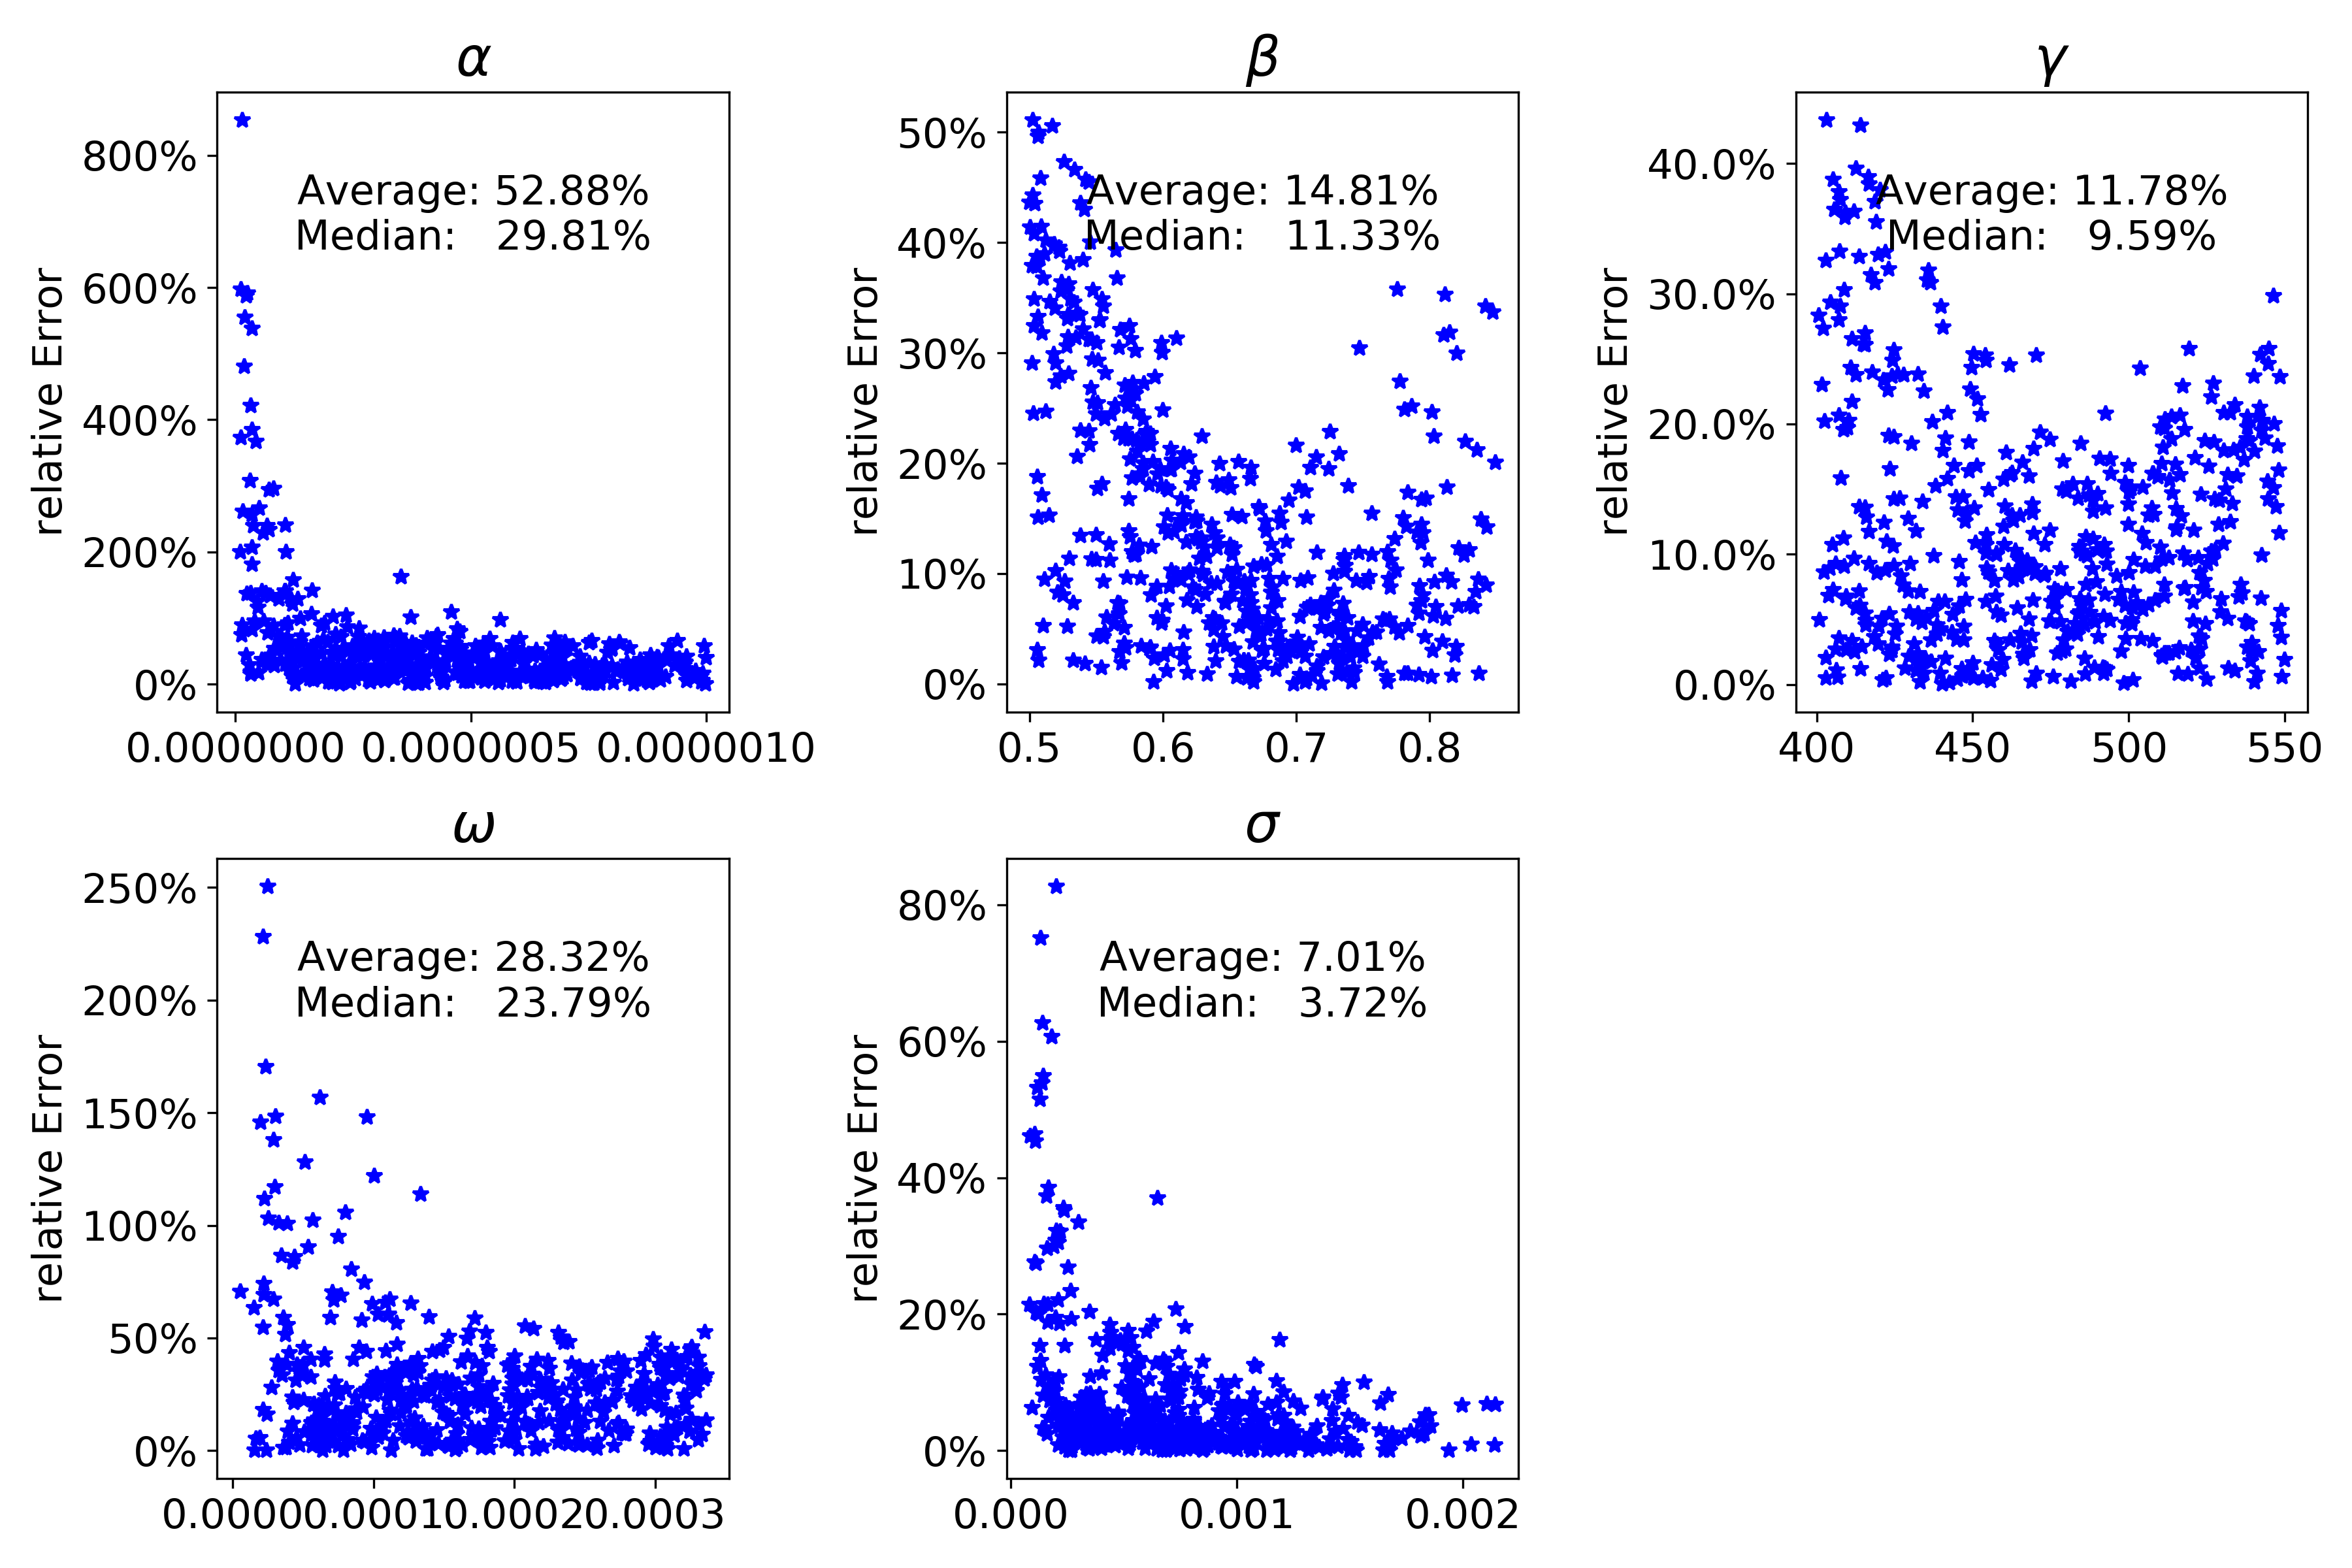 α
800%
600%
400%
200%
0%
relative Error
Average: 52.88%
Median: 29.81%
0.0000000 0.0000005 0.0000010
β
50%
40%
30%
20%
10%
0%
relative Error
Average: 14.81%
Median: 11.33%
0.5 0.6 0.7 0.8
γ
40.0%
30.0%
20.0%
10.0%
0.0%
relative Error
Average: 11.78%
Median: 9.59%
400 450 500 550
ω
250%
200%
150%
100%
50%
0%
relative Error
Average: 28.32%
Median: 23.79%
0.0000 0.0001 0.0002 0.0003
σ
80%
60%
40%
20%
0%
relative Error
Average: 7.01%
Median: 3.72%
0.000 0.001 0.002